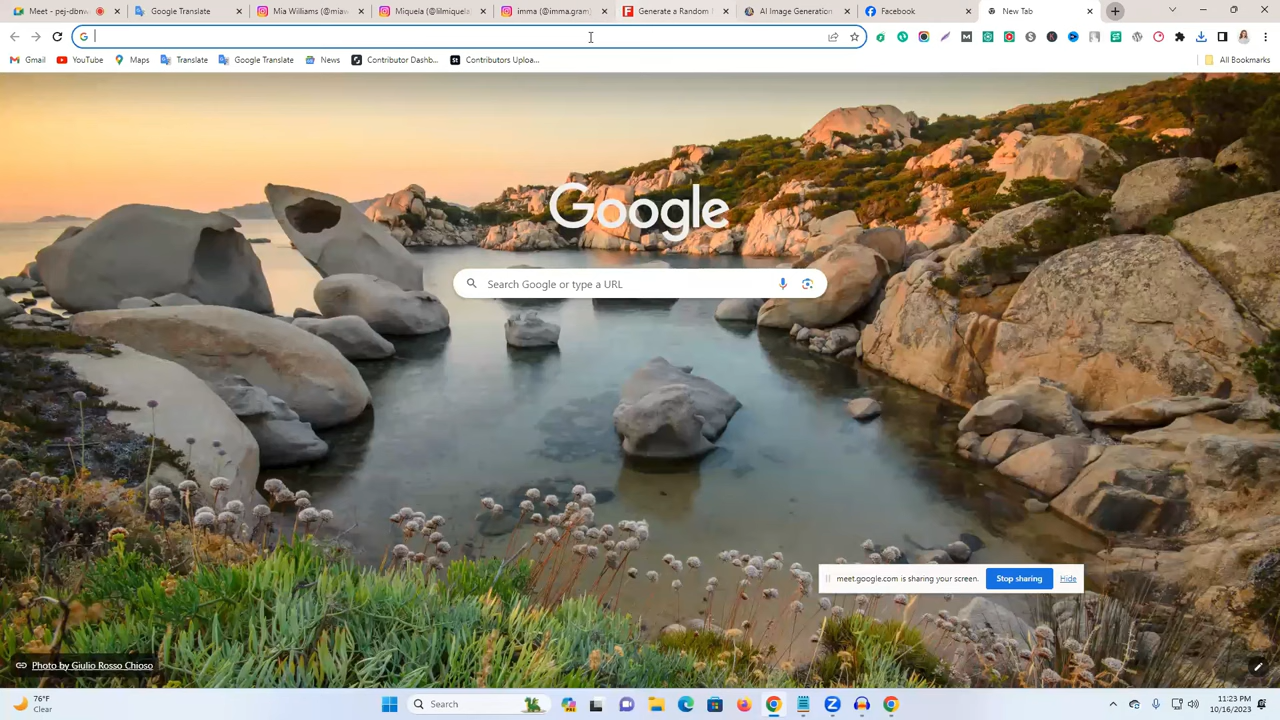 Meet - pej-dbnw
Google Translate
Mia Williams (@miaw
Miquela (@lilmiquele
imma (@imma.gram)
Generate a Random
AI Image Generation
Facebook
New Tab
Gmail
YouTube
Maps
Translate
Google Translate
News
Contributor Dashb...
Contributors Uploa...
All Bookmarks
Google
Search Google or type a URL
meet.google.com is sharing your screen.
Stop sharing
Hide
Photo by Giulio Rosso Chioso
76°F
Clear
Search
11:23 PM
10/16/2023